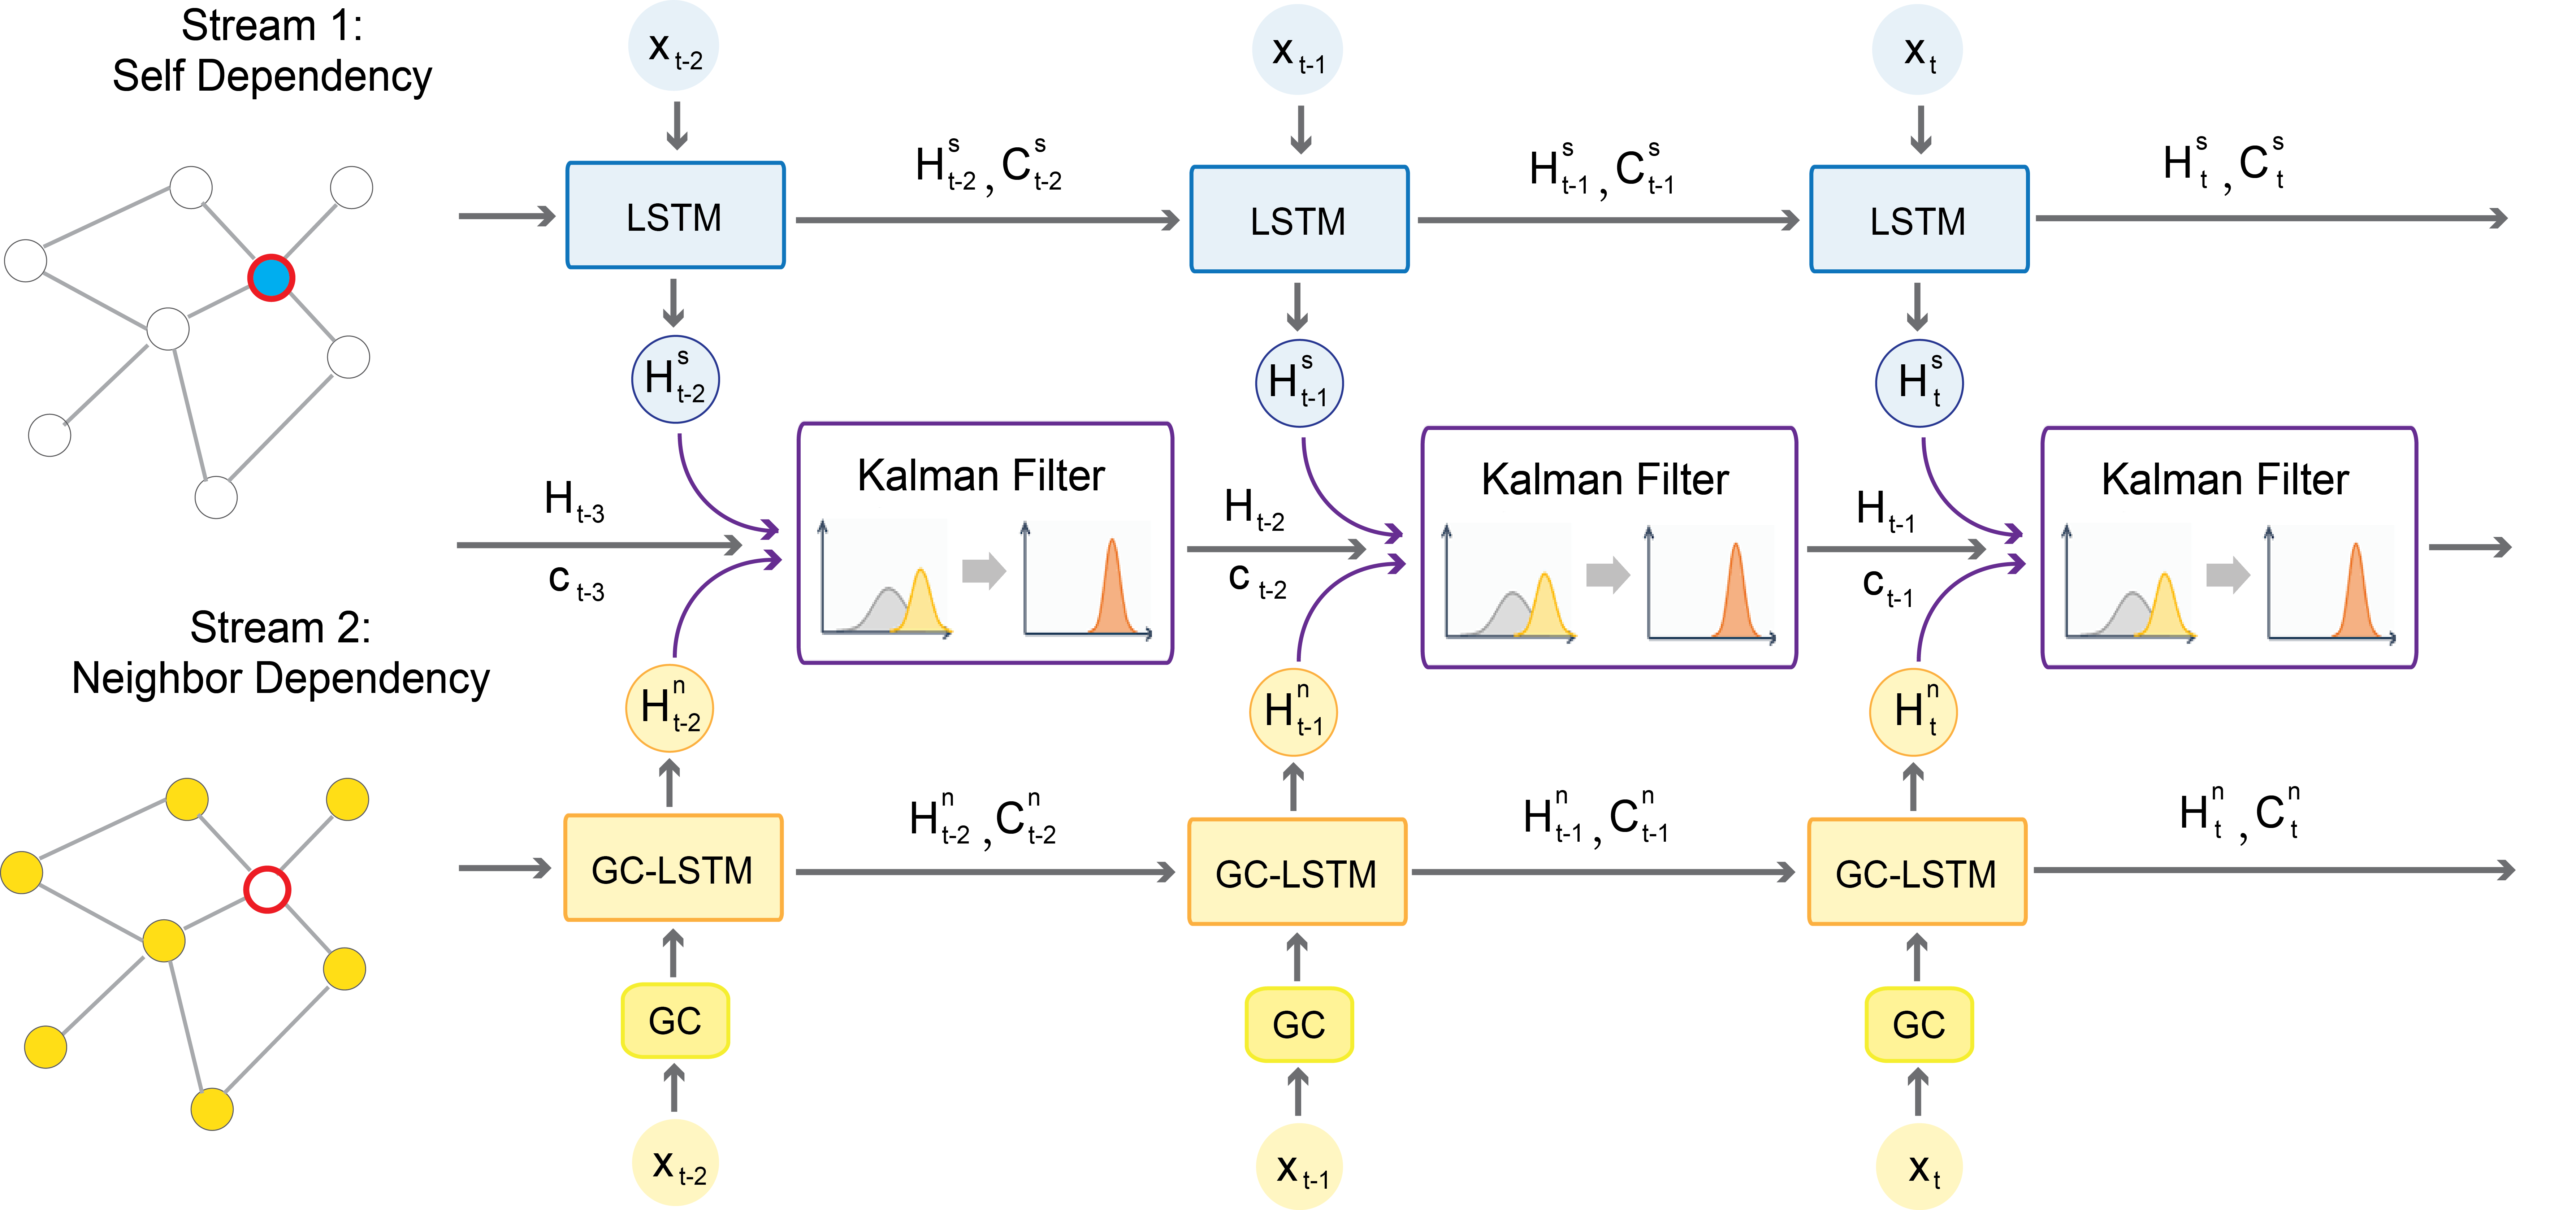 Stream 1:
Self Dependency
x t-2
x t-1
x t
LSTM
H s t-2 , C s t-2
LSTM
H s t-1 , C s t-1
LSTM
H s t , C s t
H s t-2
H s t-1
H s t
H t-3
c t-3
Kalman Filter
H t-2
c t-2
Kalman Filter
H t-1
c t-1
Kalman Filter
Stream 2:
Neighbor Dependency
H n t-2
H n t-1
H n t
GC-LSTM
H n t-2 , C n t-2
GC-LSTM
H n t-1 , C n t-1
GC-LSTM
H n t , C n t
GC
GC
GC
x t-2
x t-1
x t